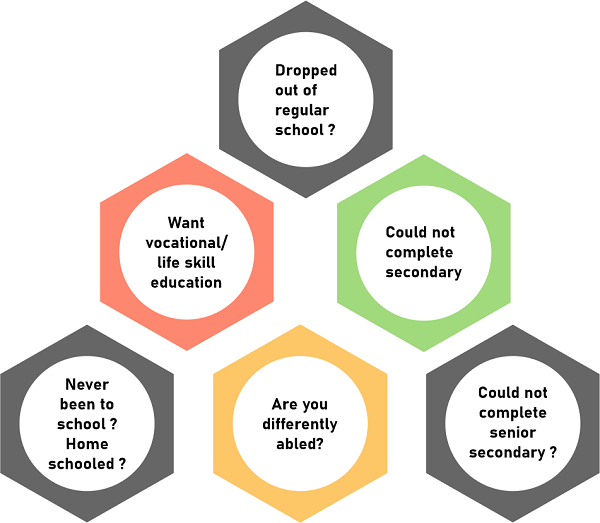 Dropped
out of
regular
school ?
Want
vocational/
life skill
education
Could not
complete
secondary
Never
been to
school ?
Home
schooled ?
Are you
differently
abled?
Could not
complete
senior
secondary ?